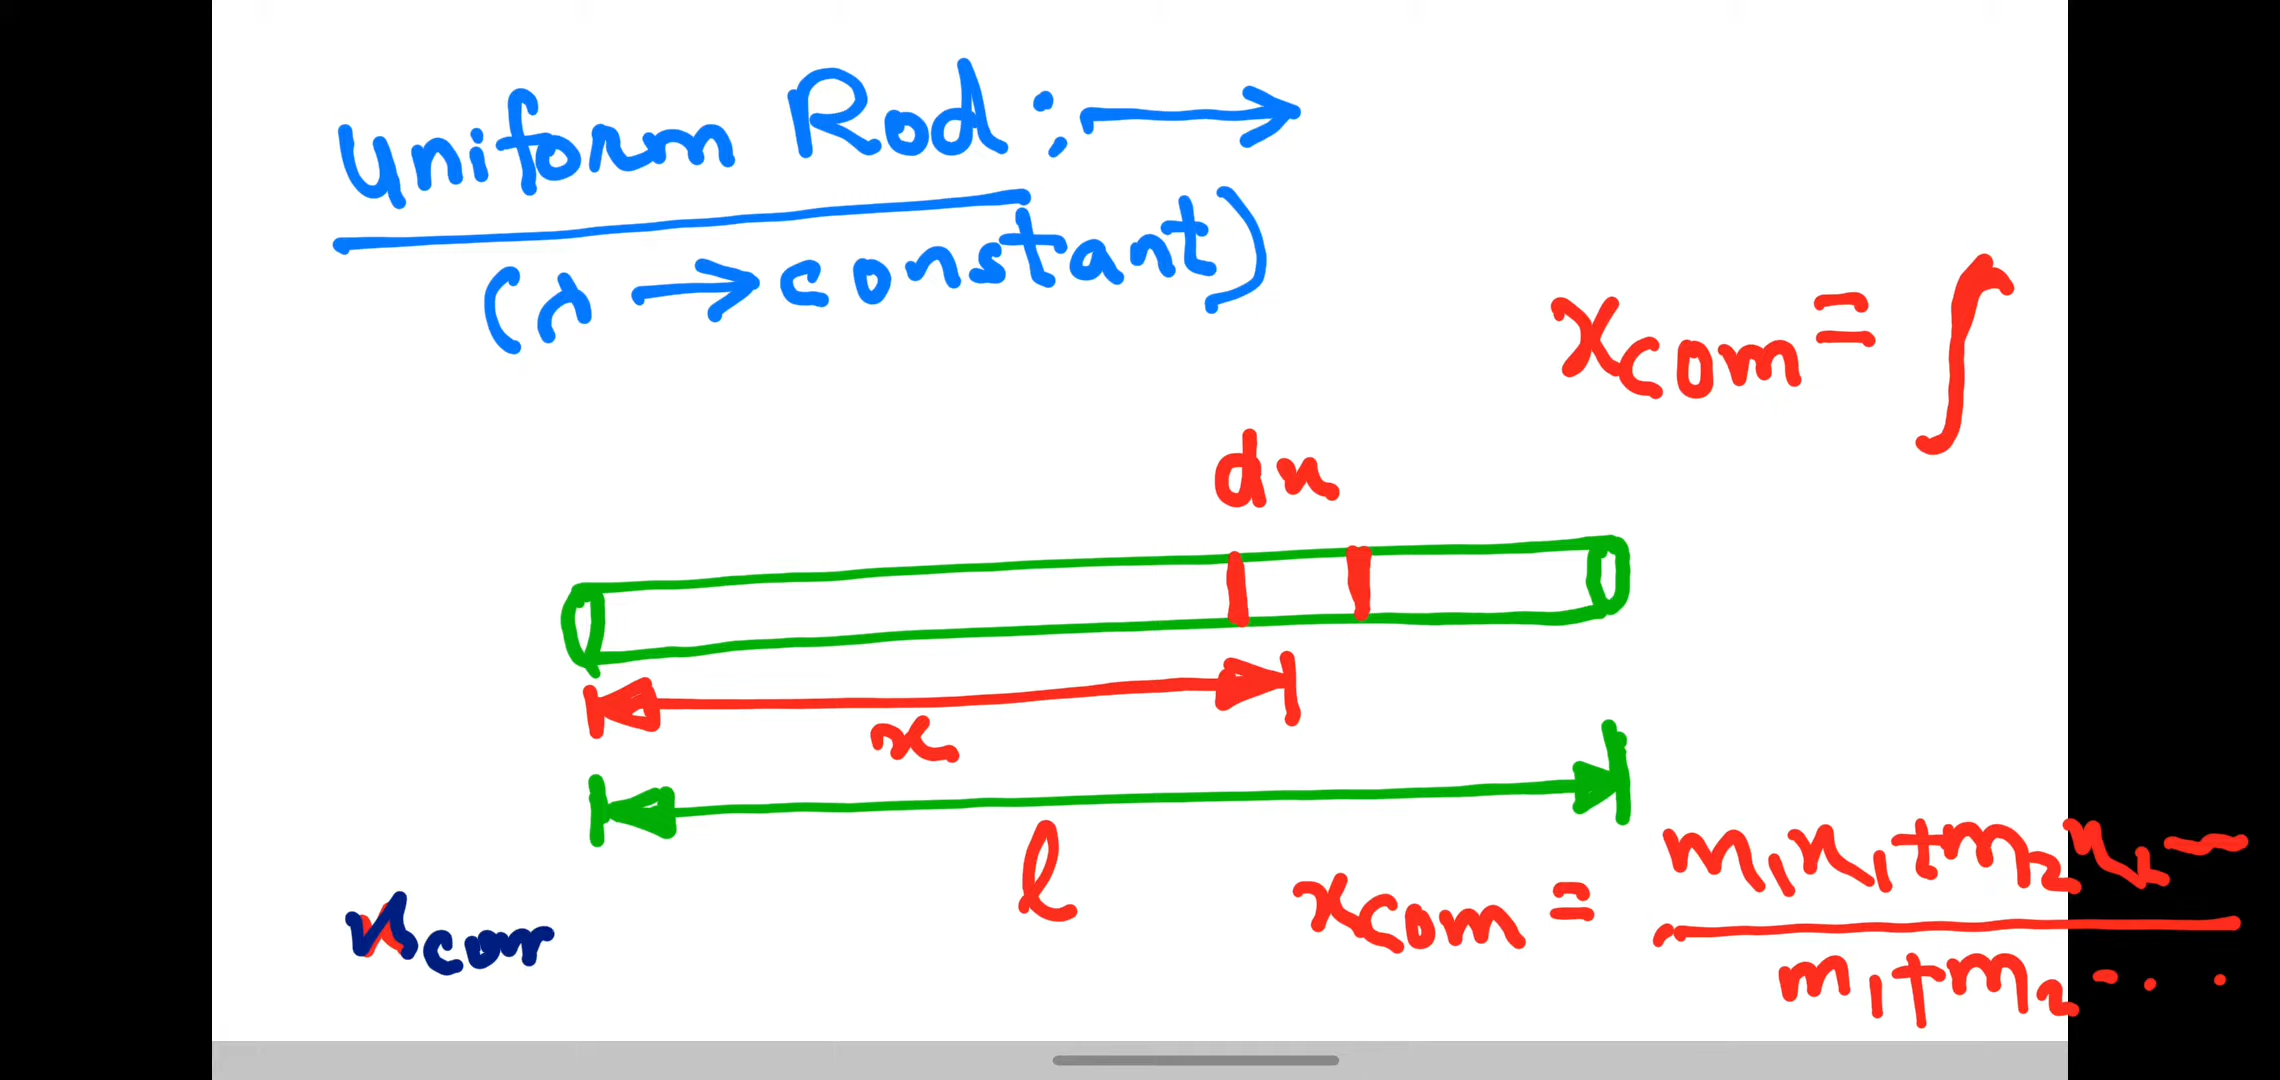 Uniform Rod :→
(λ → constant)
xcom = ∫
dx
x
l
xcom = m1x1+m2x2 --
m1+m2 -..
xcom